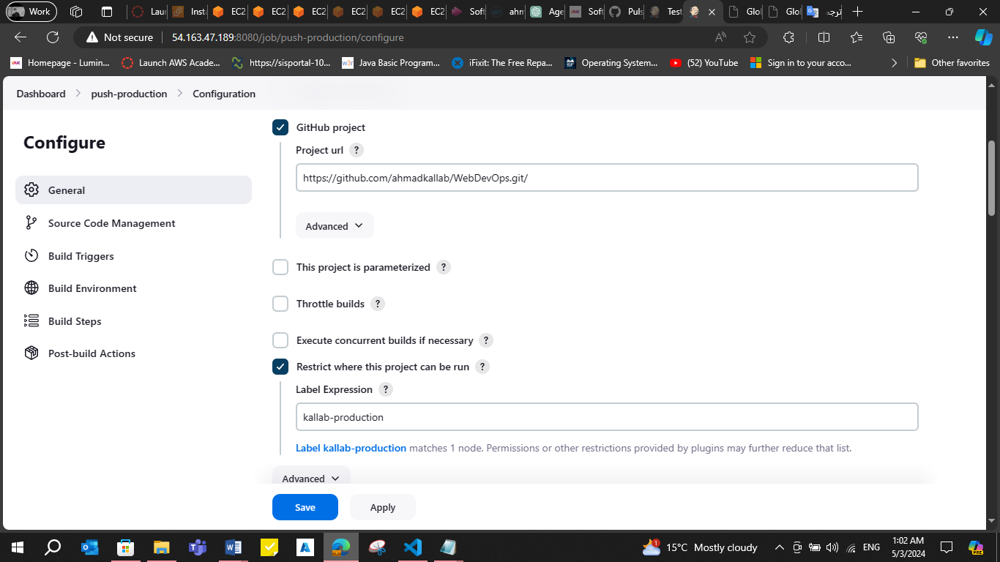 Work
Laun
Insta
EC2
EC2
EC2
EC2
EC2
EC2
Soft
ahm
Age
Soft
Puls
Test
Glol
Glol
ترجم
Not secure
54.163.47.189:8080/job/push-production/configure
Homepage - Lumin...
Launch AWS Acade...
https://sisportal-10...
Java Basic Program...
iFixit: The Free Repa...
Operating System...
(52) YouTube
Sign in to your acco...
Other favorites
Dashboard
push-production
Configuration
Configure
General
Source Code Management
Build Triggers
Build Environment
Build Steps
Post-build Actions
GitHub project
Project url ?
https://github.com/ahmadkallab/WebDevOps.git/
Advanced
This project is parameterized ?
Throttle builds ?
Execute concurrent builds if necessary ?
Restrict where this project can be run ?
Label Expression ?
kallab-production
Label kallab-production matches 1 node. Permissions or other restrictions provided by plugins may further reduce that list.
Advanced
Save
Apply
15°C Mostly cloudy
ENG
1:02 AM
5/3/2024